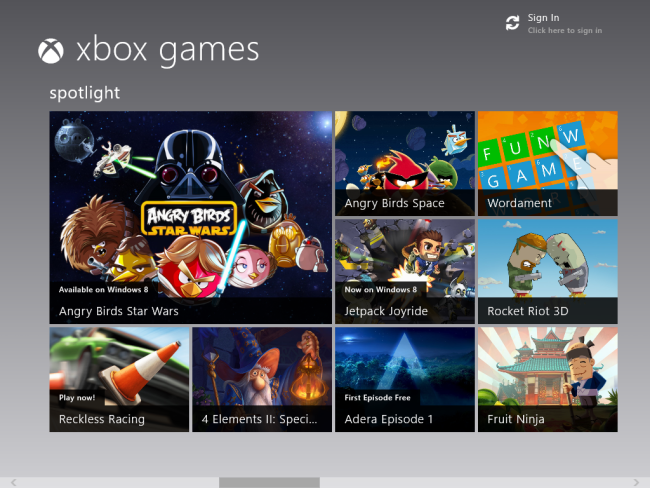 Sign In
Click here to sign in
xbox games
spotlight
ANGRY BIRDS
STAR WARS
Available on Windows 8
Angry Birds Star Wars
Angry Birds Space
FUNW
GAME
Wordament
Now on Windows 8
Jetpack Joyride
Rocket Riot 3D
Play now!
Reckless Racing
4 Elements II: Speci...
First Episode Free
Adera Episode 1
Fruit Ninja